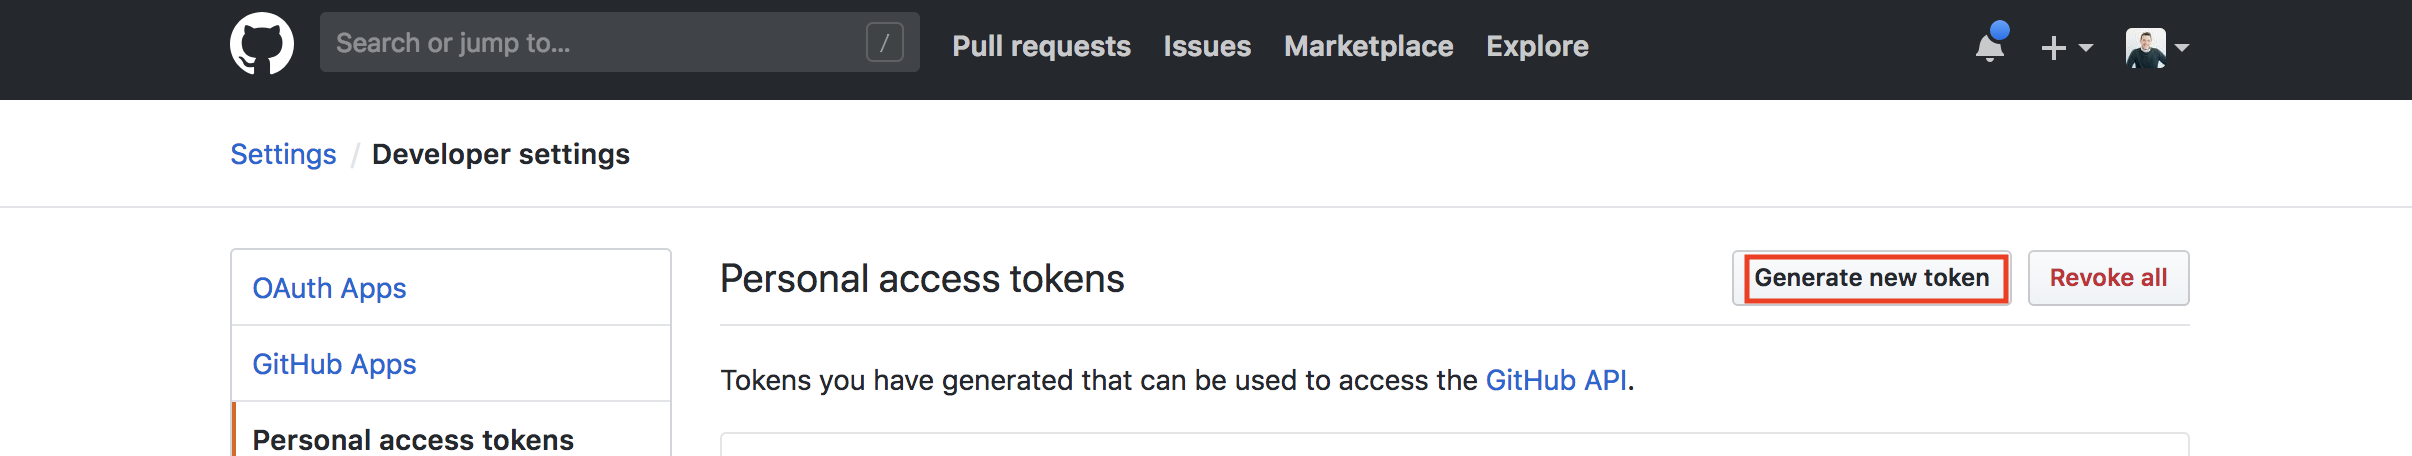 Search or jump to... / Pull requests Issues Marketplace Explore
Settings / Developer settings
OAuth Apps
GitHub Apps
Personal access tokens
Personal access tokens Generate new token Revoke all
Tokens you have generated that can be used to access the GitHub API.